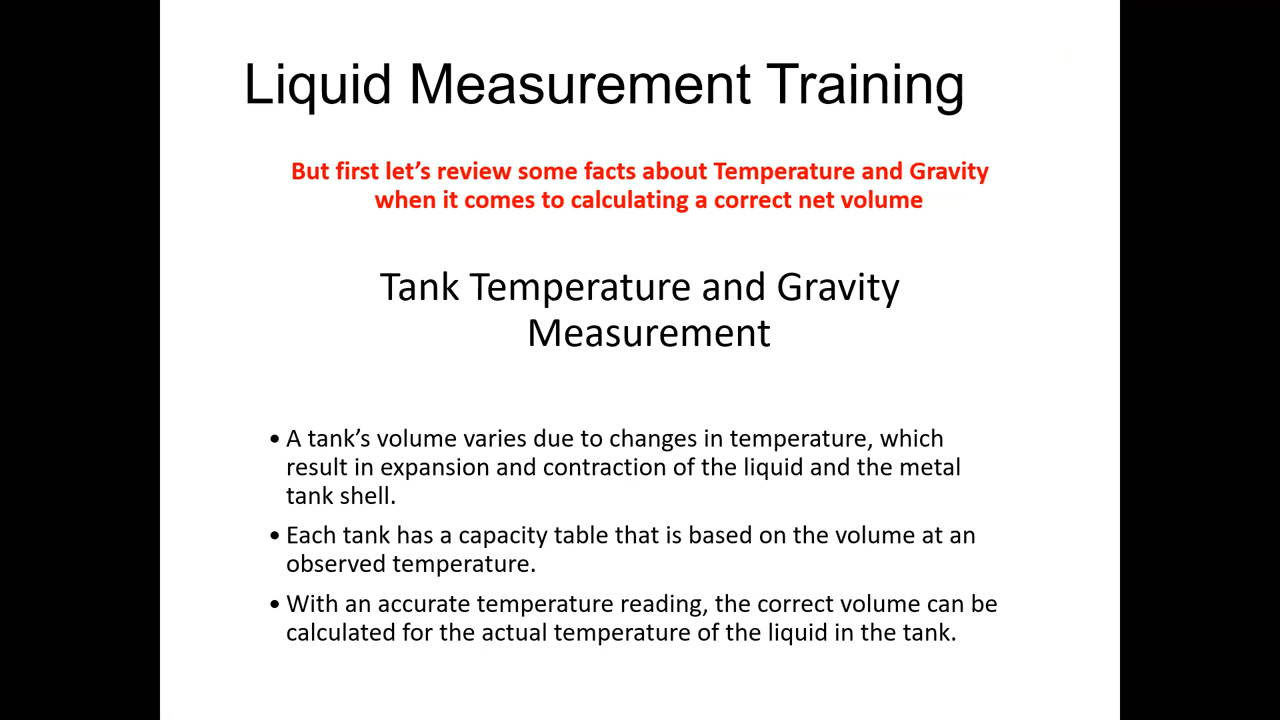 Liquid Measurement Training
But first let’s review some facts about Temperature and Gravity
when it comes to calculating a correct net volume
Tank Temperature and Gravity
Measurement
• A tank’s volume varies due to changes in temperature, which
result in expansion and contraction of the liquid and the metal
tank shell.
• Each tank has a capacity table that is based on the volume at an
observed temperature.
• With an accurate temperature reading, the correct volume can be
calculated for the actual temperature of the liquid in the tank.